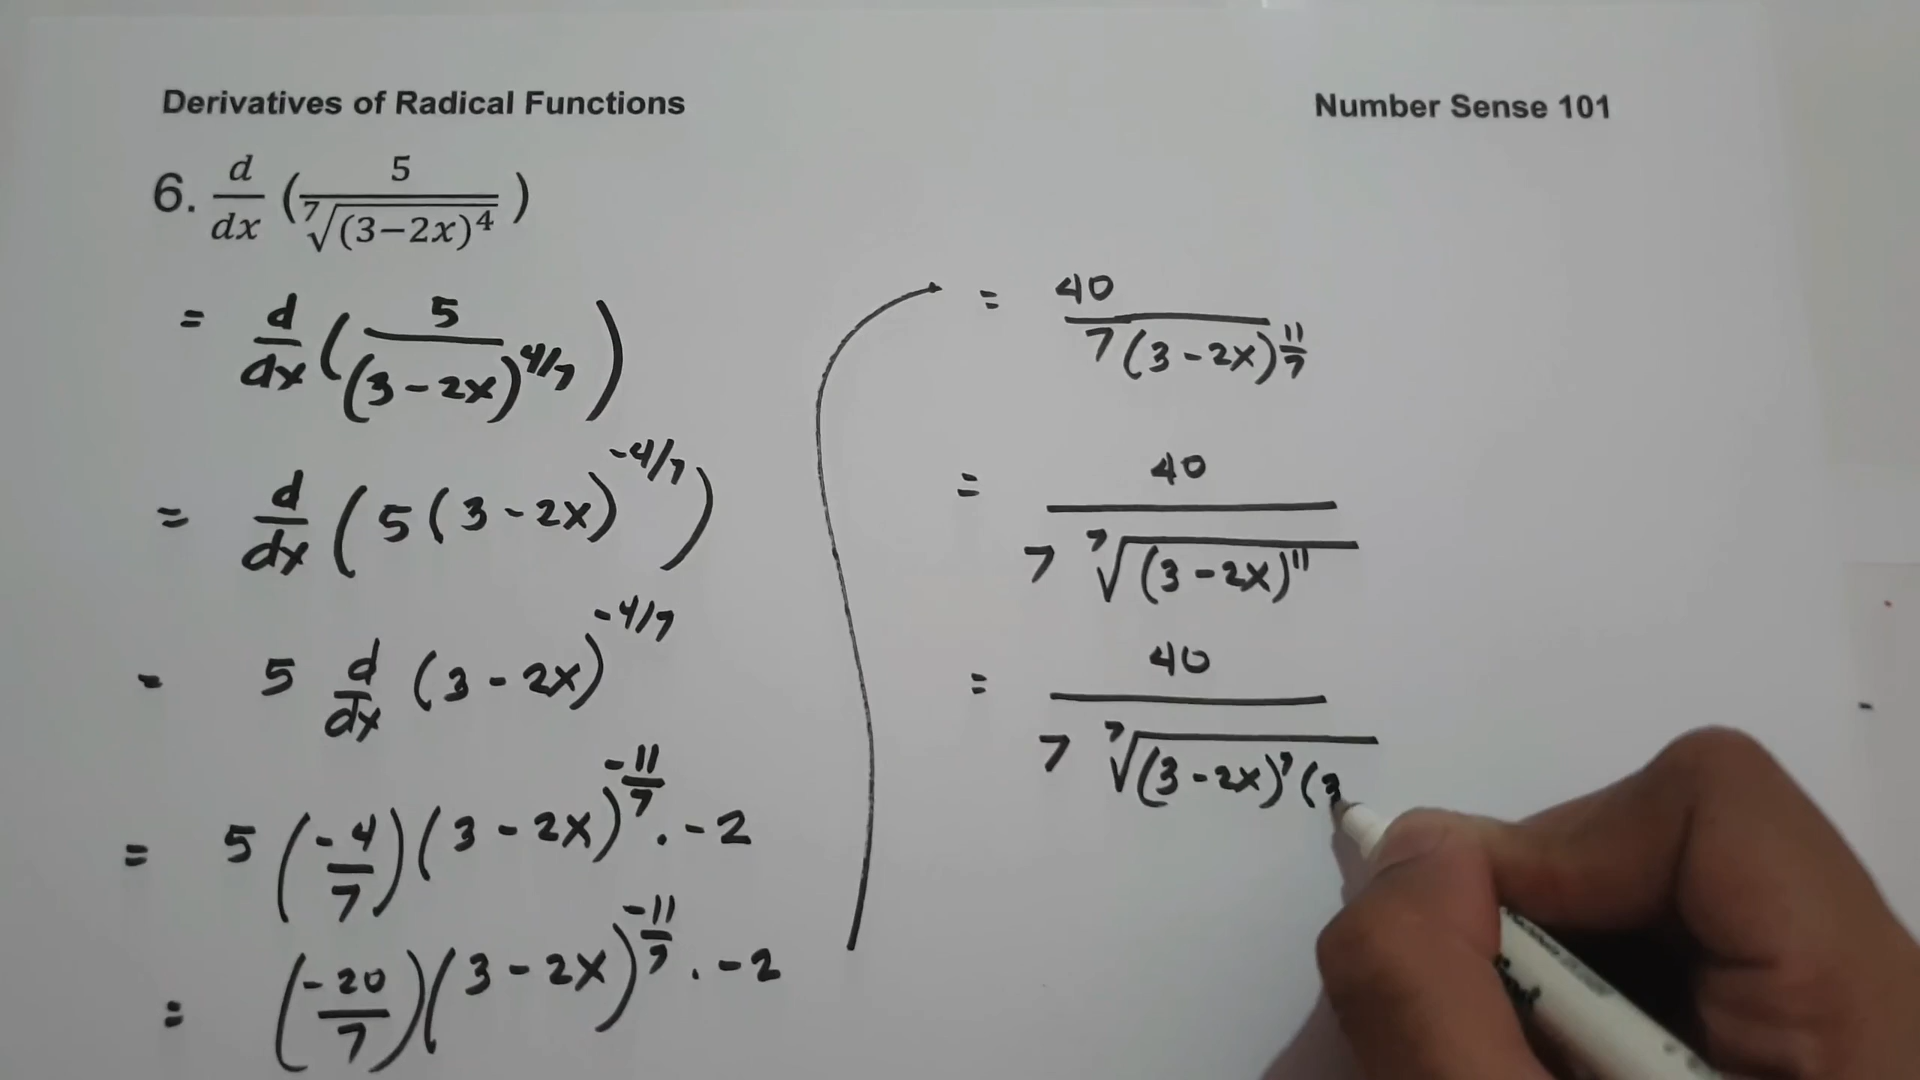 Derivatives of Radical Functions
Number Sense 101
6. d/dx (5/⁷√(3−2x)⁴)
= d/dx (5/(3-2x)^4/7)
= d/dx (5(3-2x)^-4/7)
- 5 d/dx (3-2x)^-4/7
= 5 (-4/7)(3-2x)^-11/7 . -2
= (-20/7)(3-2x)^-11/7 . -2
= 40/7(3-2x)^11/7
= 40/7 ⁷√(3-2x)^11
= 40/7 ⁷√(3-2x)^7 (3